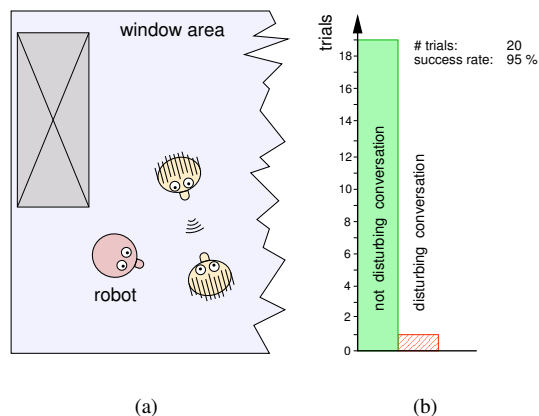 window area
robot
(a)
trials
# trials: 20
success rate: 95 %
18
16
14
12
10
8
6
4
2
0
not disturbing conversation
disturbing conversation
(b)